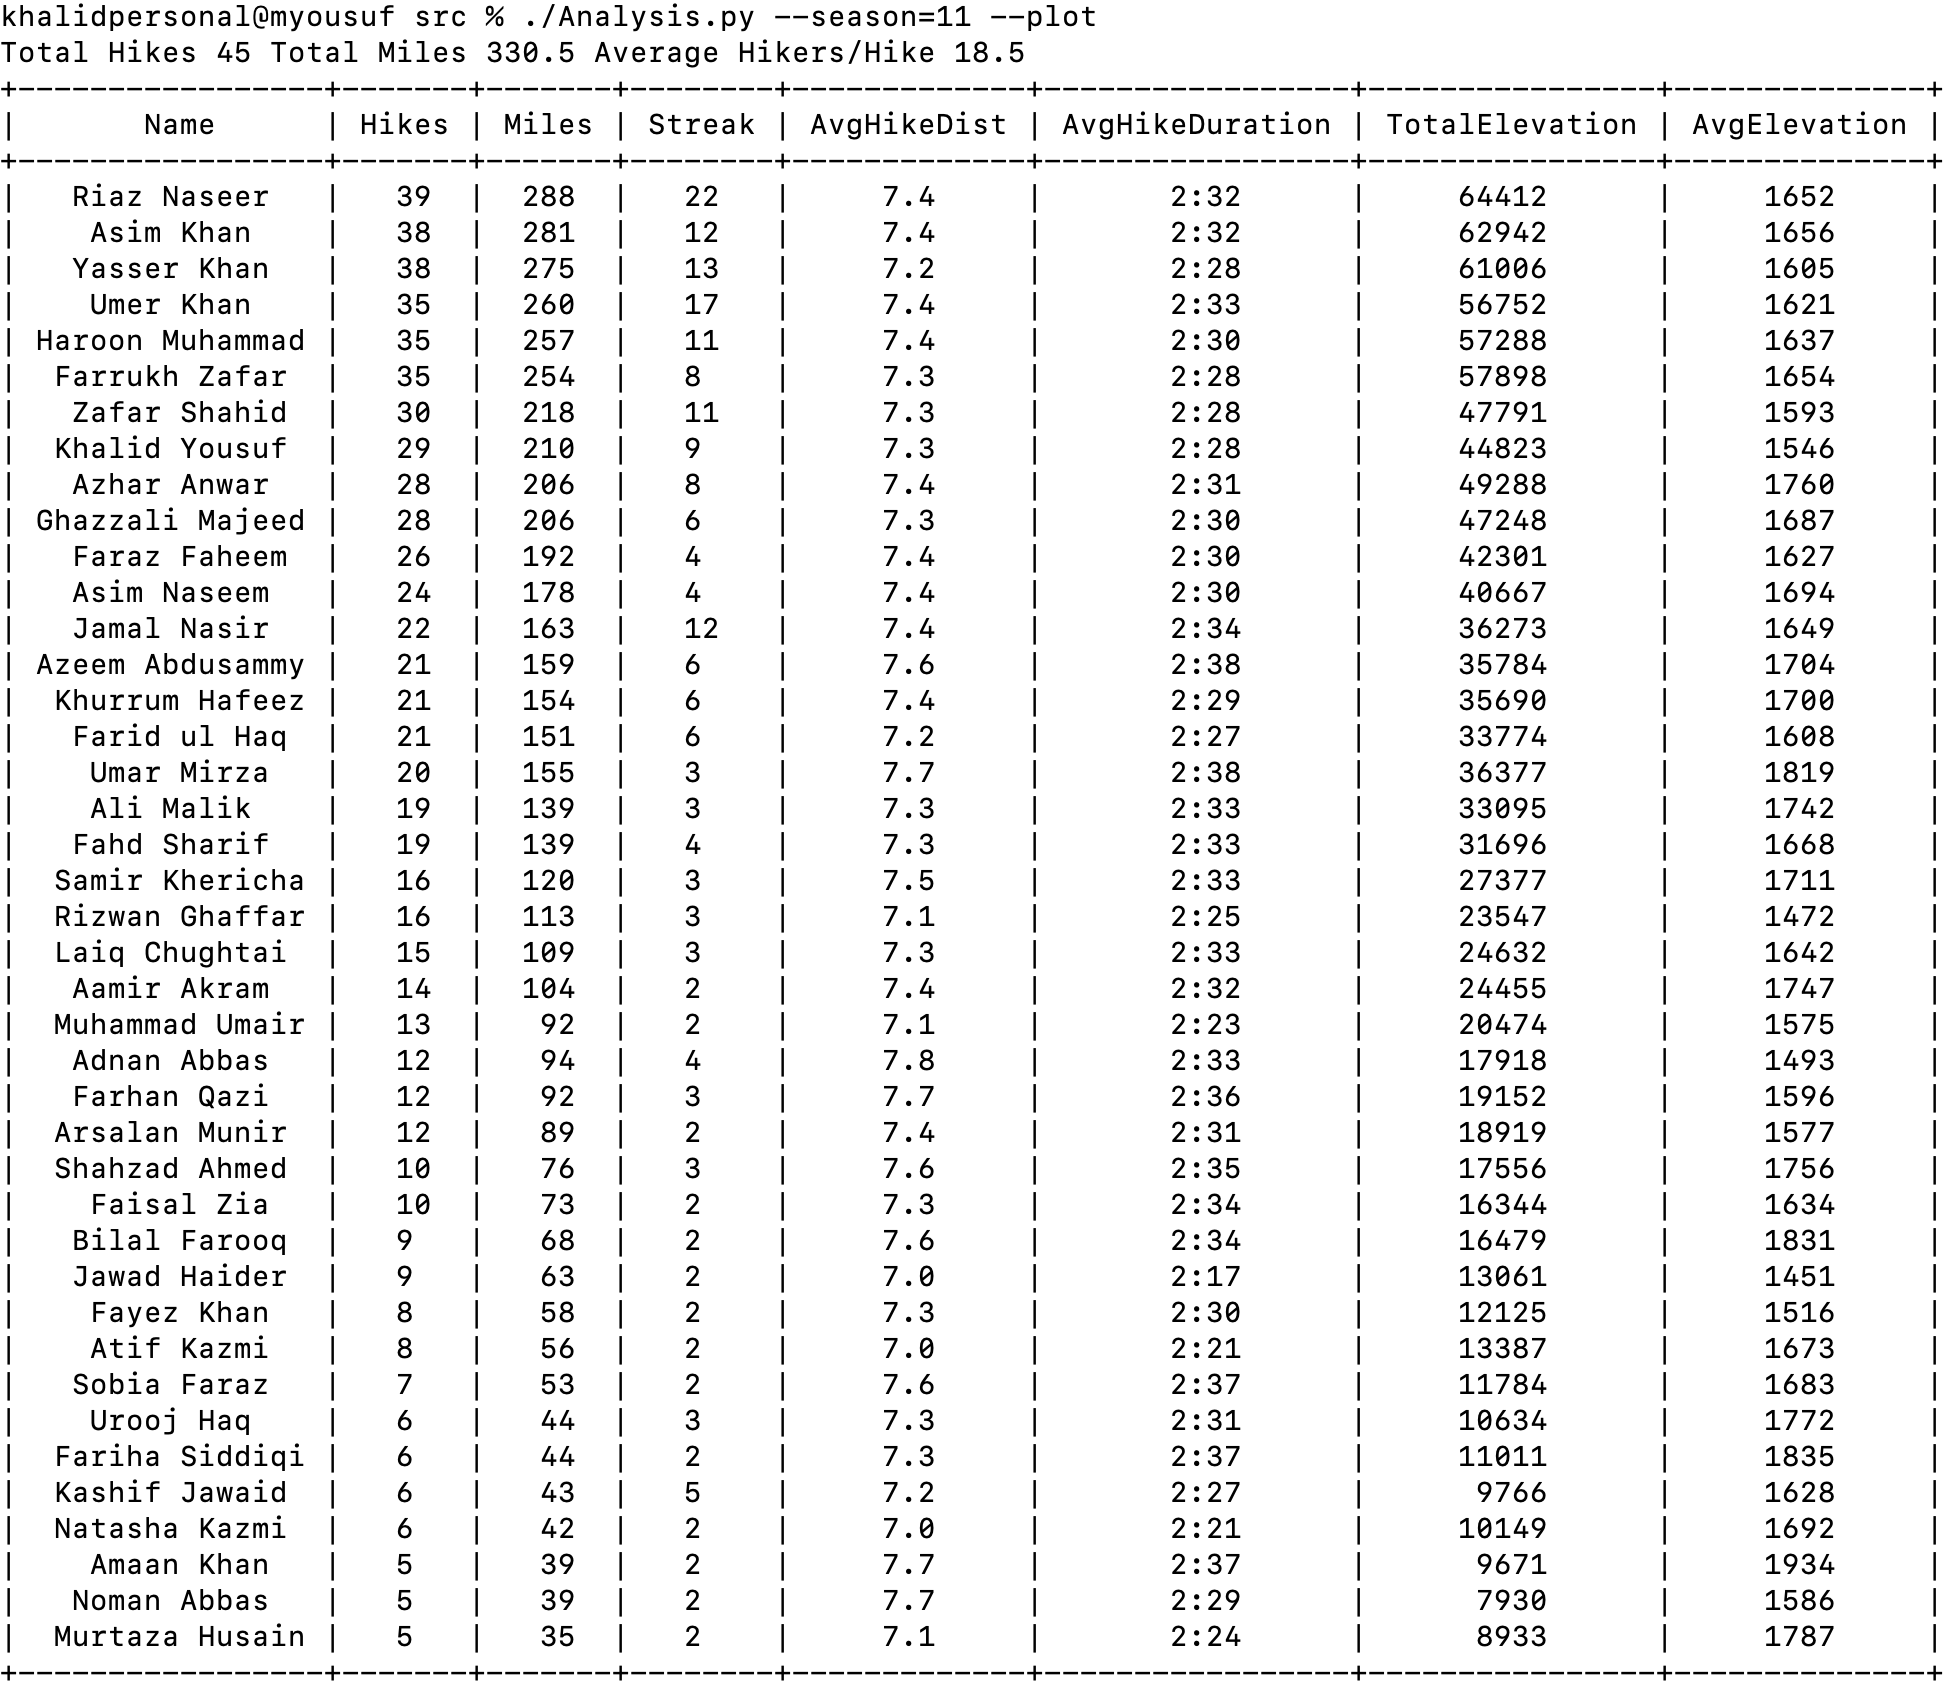 khalidpersonal@myousuf src % ./Analysis.py --season=11 --plot
Total Hikes 45 Total Miles 330.5 Average Hikers/Hike 18.5
+------------------+-------+-------+--------+-------------+-----------------+----------------+--------------+
|       Name       | Hikes | Miles | Streak | AvgHikeDist | AvgHikeDuration | TotalElevation | AvgElevation |
+------------------+-------+-------+--------+-------------+-----------------+----------------+--------------+
|   Riaz Naseer    |   39  |  288  |   22   |     7.4     |       2:32      |     64412      |     1652     |
|    Asim Khan     |   38  |  281  |   12   |     7.4     |       2:32      |     62942      |     1656     |
|   Yasser Khan    |   38  |  275  |   13   |     7.2     |       2:28      |     61006      |     1605     |
|    Umer Khan     |   35  |  260  |   17   |     7.4     |       2:33      |     56752      |     1621     |
| Haroon Muhammad  |   35  |  257  |   11   |     7.4     |       2:30      |     57288      |     1637     |
|  Farrukh Zafar   |   35  |  254  |   8    |     7.3     |       2:28      |     57898      |     1654     |
|   Zafar Shahid   |   30  |  218  |   11   |     7.3     |       2:28      |     47791      |     1593     |
|  Khalid Yousuf   |   29  |  210  |   9    |     7.3     |       2:28      |     44823      |     1546     |
|   Azhar Anwar    |   28  |  206  |   8    |     7.4     |       2:31      |     49288      |     1760     |
| Ghazzali Majeed  |   28  |  206  |   6    |     7.3     |       2:30      |     47248      |     1687     |
|   Faraz Faheem   |   26  |  192  |   4    |     7.4     |       2:30      |     42301      |     1627     |
|   Asim Naseem    |   24  |  178  |   4    |     7.4     |       2:30      |     40667      |     1694     |
|   Jamal Nasir    |   22  |  163  |   12   |     7.4     |       2:34      |     36273      |     1649     |
| Azeem Abdusammy  |   21  |  159  |   6    |     7.6     |       2:38      |     35784      |     1704     |
|  Khurrum Hafeez  |   21  |  154  |   6    |     7.4     |       2:29      |     35690      |     1700     |
|   Farid ul Haq   |   21  |  151  |   6    |     7.2     |       2:27      |     33774      |     1608     |
|    Umar Mirza    |   20  |  155  |   3    |     7.7     |       2:38      |     36377      |     1819     |
|    Ali Malik     |   19  |  139  |   3    |     7.3     |       2:33      |     33095      |     1742     |
|   Fahd Sharif    |   19  |  139  |   4    |     7.3     |       2:33      |     31696      |     1668     |
|  Samir Khericha  |   16  |  120  |   3    |     7.5     |       2:33      |     27377      |     1711     |
|  Rizwan Ghaffar  |   16  |  113  |   3    |     7.1     |       2:25      |     23547      |     1472     |
|  Laiq Chughtai   |   15  |  109  |   3    |     7.3     |       2:33      |     24632      |     1642     |
|   Aamir Akram    |   14  |  104  |   2    |     7.4     |       2:32      |     24455      |     1747     |
|  Muhammad Umair  |   13  |   92  |   2    |     7.1     |       2:23      |     20474      |     1575     |
|   Adnan Abbas    |   12  |   94  |   4    |     7.8     |       2:33      |     17918      |     1493     |
|   Farhan Qazi    |   12  |   92  |   3    |     7.7     |       2:36      |     19152      |     1596     |
|  Arsalan Munir   |   12  |   89  |   2    |     7.4     |       2:31      |     18919      |     1577     |
|  Shahzad Ahmed   |   10  |   76  |   3    |     7.6     |       2:35      |     17556      |     1756     |
|    Faisal Zia    |   10  |   73  |   2    |     7.3     |       2:34      |     16344      |     1634     |
|   Bilal Farooq   |   9   |   68  |   2    |     7.6     |       2:34      |     16479      |     1831     |
|   Jawad Haider   |   9   |   63  |   2    |     7.0     |       2:17      |     13061      |     1451     |
|    Fayez Khan    |   8   |   58  |   2    |     7.3     |       2:30      |     12125      |     1516     |
|    Atif Kazmi    |   8   |   56  |   2    |     7.0     |       2:21      |     13387      |     1673     |
|   Sobia Faraz    |   7   |   53  |   2    |     7.6     |       2:37      |     11784      |     1683     |
|    Urooj Haq     |   6   |   44  |   3    |     7.3     |       2:31      |     10634      |     1772     |
|  Fariha Siddiqi  |   6   |   44  |   2    |     7.3     |       2:37      |     11011      |     1835     |
|  Kashif Jawaid   |   6   |   43  |   5    |     7.2     |       2:27      |      9766      |     1628     |
|  Natasha Kazmi   |   6   |   42  |   2    |     7.0     |       2:21      |     10149      |     1692     |
|    Amaan Khan    |   5   |   39  |   2    |     7.7     |       2:37      |      9671      |     1934     |
|   Noman Abbas    |   5   |   39  |   2    |     7.7     |       2:29      |      7930      |     1586     |
|  Murtaza Husain  |   5   |   35  |   2    |     7.1     |       2:24      |      8933      |     1787     |
+------------------+-------+-------+--------+-------------+-----------------+----------------+--------------+